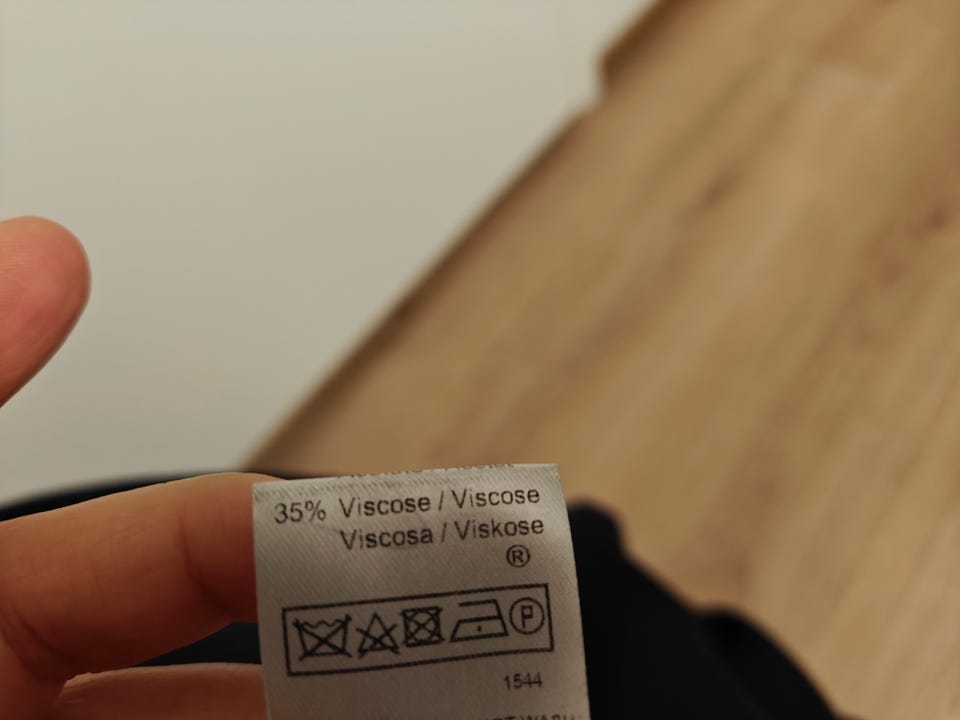 35% Viscose / Viscose
Viscosa / Viskose
®
P
1544